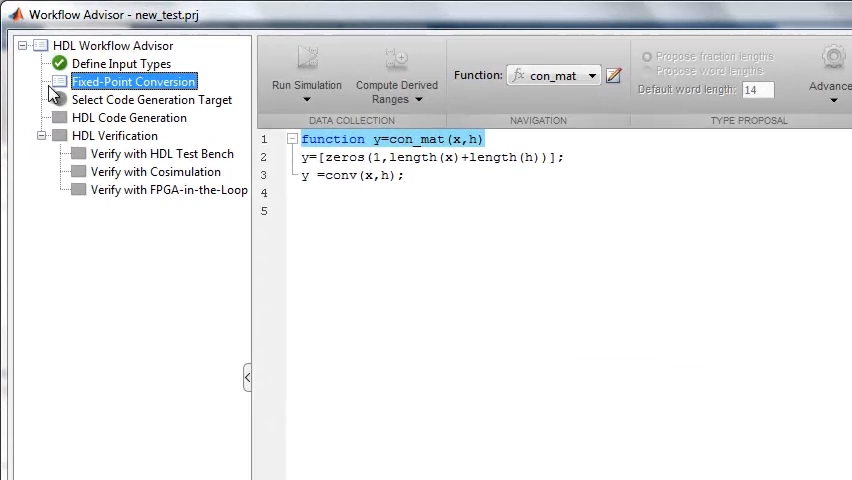 Workflow Advisor - new_test.prj
HDL Workflow Advisor
Define Input Types
Fixed-Point Conversion
Select Code Generation Target
HDL Code Generation
HDL Verification
Verify with HDL Test Bench
Verify with Cosimulation
Verify with FPGA-in-the-Loop
Run Simulation
Compute Derived
Ranges
DATA COLLECTION
Function: fx con_mat
NAVIGATION
Propose fraction lengths
Propose word lengths
Default word length: 14
TYPE PROPOSAL
Advance
1 function y=con_mat(x,h)
2 y=[zeros(1,length(x)+length(h))];
3 y =conv(x,h);
4
5